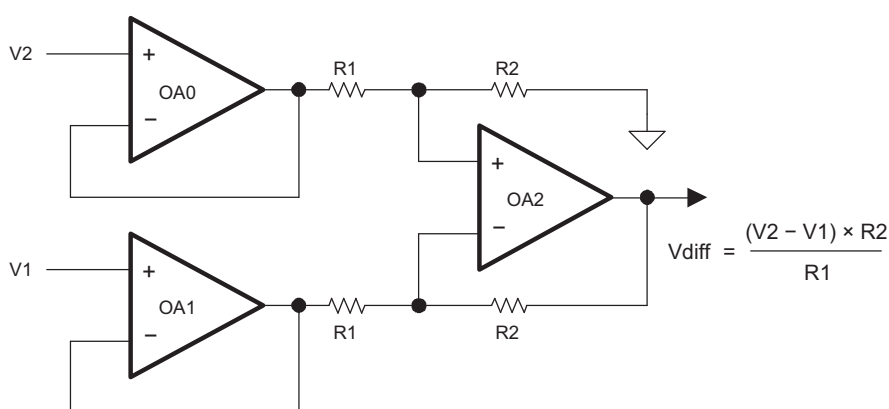 V2
+
OA0
−
R1
R2
+
OA2
−
Vdiff = (V2 − V1) × R2
R1
V1
+
OA1
−
R1
R2